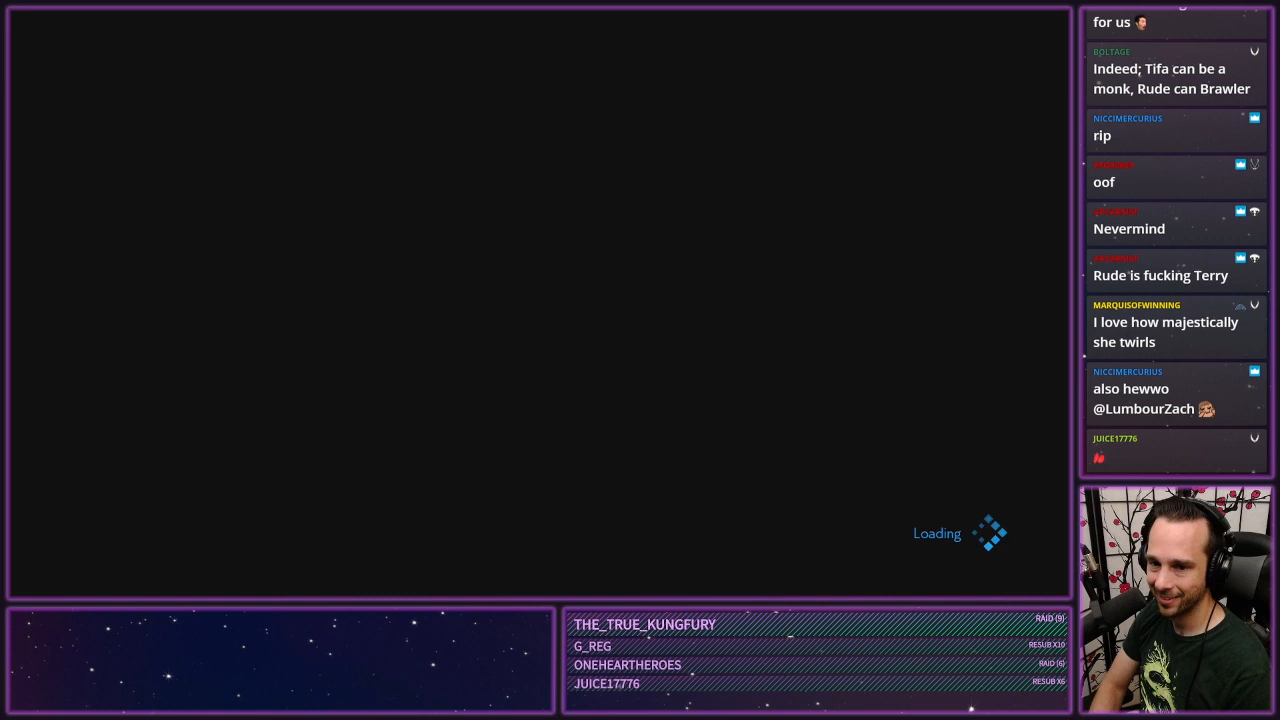 for us
BOLTAGE
Indeed; Tifa can be a
monk, Rude can Brawler
NICCIMERCURIUS
rip
oof
Nevermind
Rude is fucking Terry
MARQUISOFWINNING
I love how majestically
she twirls
NICCIMERCURIUS
also hewwo
@LumbourZach
JUICE17776
Loading
THE_TRUE_KUNGFURY RAID (9)
G_REG RESUB X10
ONEHEARTHEROES RAID (6)
JUICE17776 RESUB X6